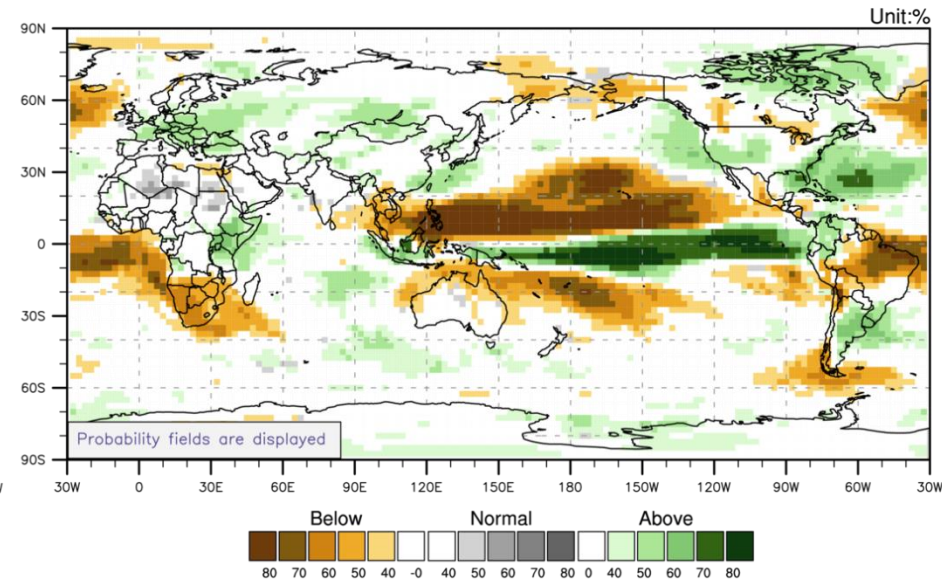 Unit:%
90N
60N
30N
0
30S
60S
90S
Probability fields are displayed
30W 0 30E 60E 90E 120E 150E 180 150W 120W 90W 60W 30W
Below Normal Above
80 70 60 50 40 -0 40 50 60 70 80 0 40 50 60 70 80